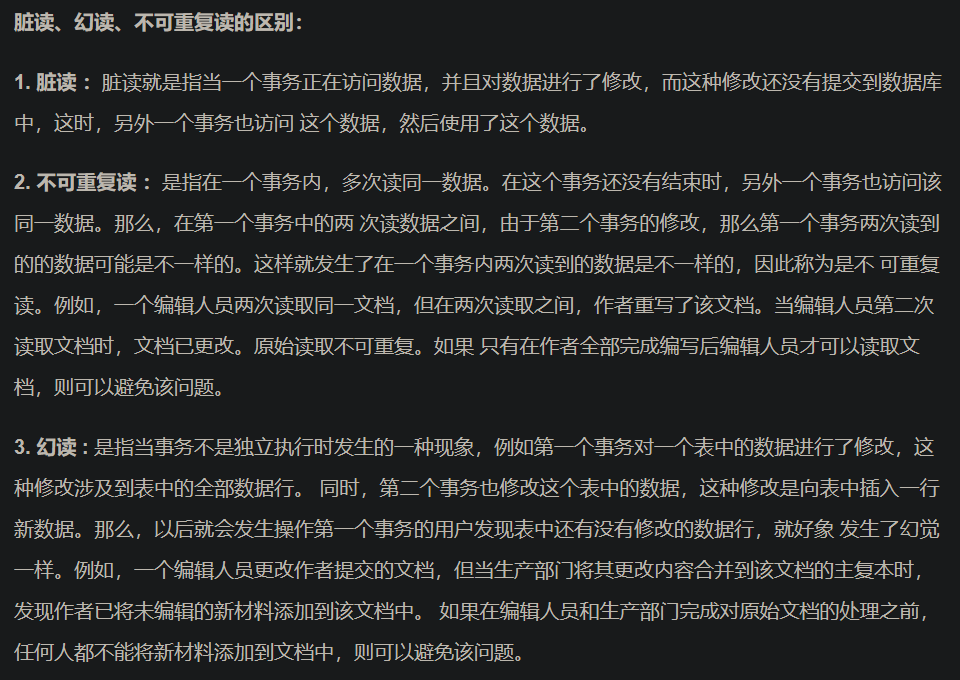 脏读、幻读、不可重复读的区别：
1. 脏读 ：脏读就是指当一个事务正在访问数据，并且对数据进行了修改，而这种修改还没有提交到数据库
中，这时，另外一个事务也访问 这个数据，然后使用了这个数据。
2. 不可重复读 ：是指在一个事务内，多次读同一数据。在这个事务还没有结束时，另外一个事务也访问该
同一数据。那么，在第一个事务中的两 次读数据之间，由于第二个事务的修改，那么第一个事务两次读到
的的数据可能是不一样的。这样就发生了在一个事务内两次读到的数据是不一样的，因此称为是不 可重复
读。例如，一个编辑人员两次读取同一文档，但在两次读取之间，作者重写了该文档。当编辑人员第二次
读取文档时，文档已更改。原始读取不可重复。如果 只有在作者全部完成编写后编辑人员才可以读取文
档，则可以避免该问题。
3. 幻读 : 是指当事务不是独立执行时发生的一种现象，例如第一个事务对一个表中的数据进行了修改，这
种修改涉及到表中的全部数据行。 同时，第二个事务也修改这个表中的数据，这种修改是向表中插入一行
新数据。那么，以后就会发生操作第一个事务的用户发现表中还有没有修改的数据行，就好象 发生了幻觉
一样。例如，一个编辑人员更改作者提交的文档，但当生产部门将其更改内容合并到该文档的主复本时，
发现作者已将未编辑的新材料添加到该文档中。 如果在编辑人员和生产部门完成对原始文档的处理之前，
任何人都不能将新材料添加到文档中，则可以避免该问题。